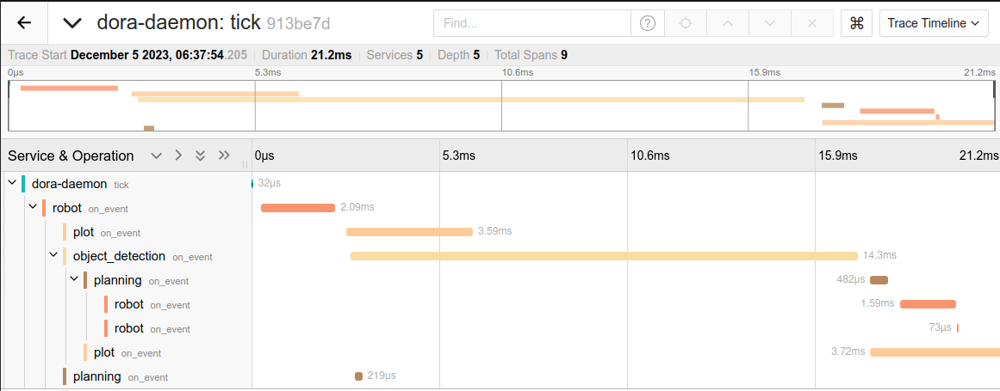 dora-daemon: tick 913be7d Find... Trace Timeline
Trace Start December 5 2023, 06:37:54.205 Duration 21.2ms Services 5 Depth 5 Total Spans 9
0μs 5.3ms 10.6ms 15.9ms 21.2ms
Service & Operation 0μs 5.3ms 10.6ms 15.9ms 21.2ms
dora-daemon tick 32μs
robot on_event 2.09ms
plot on_event 3.59ms
object_detection on_event 14.3ms
planning on_event 482μs
robot on_event 1.59ms
robot on_event 73μs
plot on_event 3.72ms
planning on_event 219μs